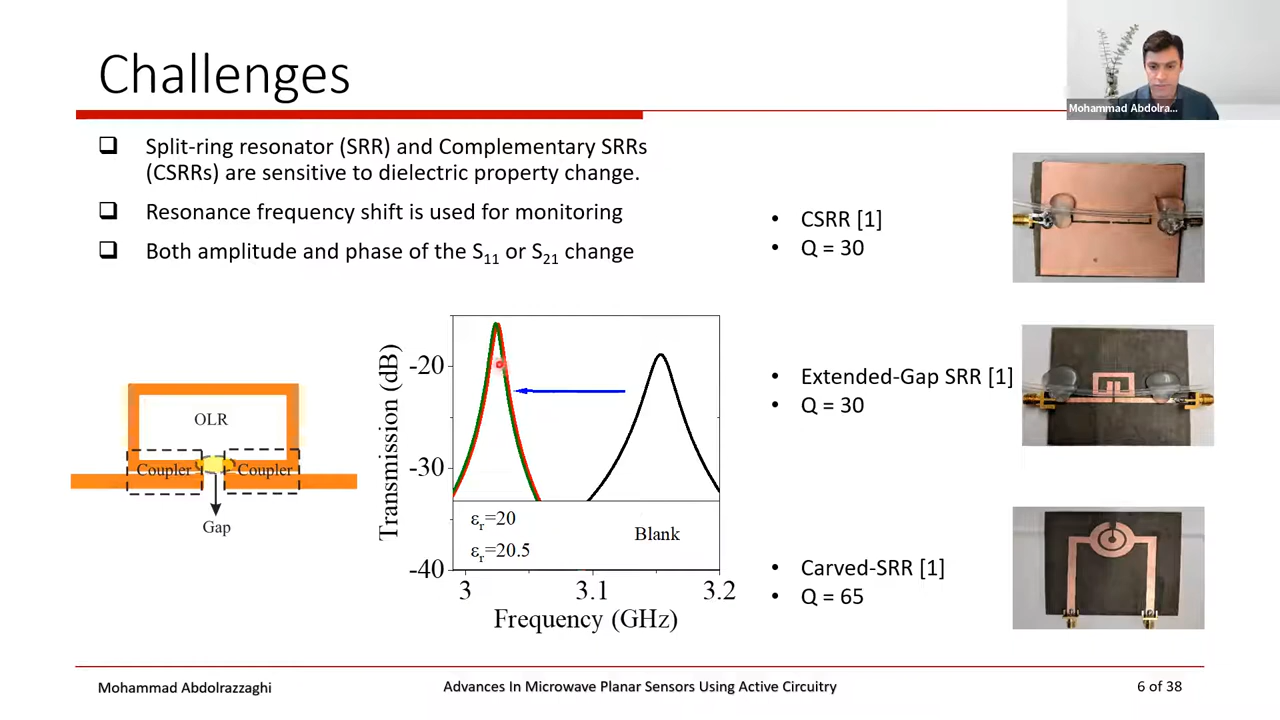 Challenges
Mohammad Abdolra...
Split-ring resonator (SRR) and Complementary SRRs
(CSRRs) are sensitive to dielectric property change.
Resonance frequency shift is used for monitoring
Both amplitude and phase of the S11 or S21 change
OLR
Coupler
Coupler
Gap
Transmission (dB)
-20
-30
-40
εr=20
εr=20.5
Blank
3
3.1
3.2
Frequency (GHz)
• CSRR [1]
• Q = 30
• Extended-Gap SRR [1]
• Q = 30
• Carved-SRR [1]
• Q = 65
Mohammad Abdolrazzaghi
Advances In Microwave Planar Sensors Using Active Circuitry
6 of 38